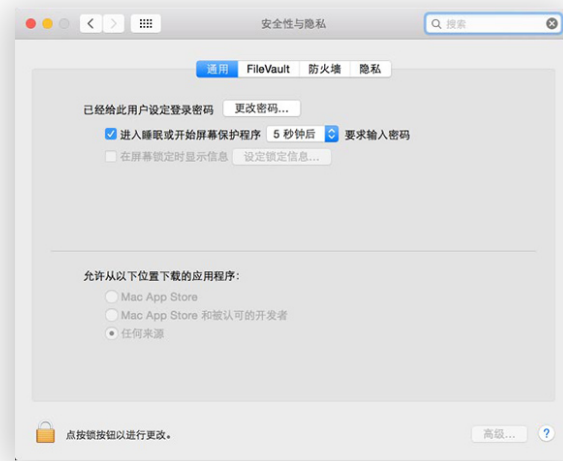 安全性与隐私
搜索
通用 FileVault 防火墙 隐私
已经给此用户设定登录密码 更改密码...
进入睡眠或开始屏幕保护程序 5 秒钟后 要求输入密码
在屏幕锁定时显示信息 设定锁定信息...
允许从以下位置下载的应用程序：
Mac App Store
Mac App Store 和被认可的开发者
任何来源
点按锁按钮以进行更改。
高级... ?